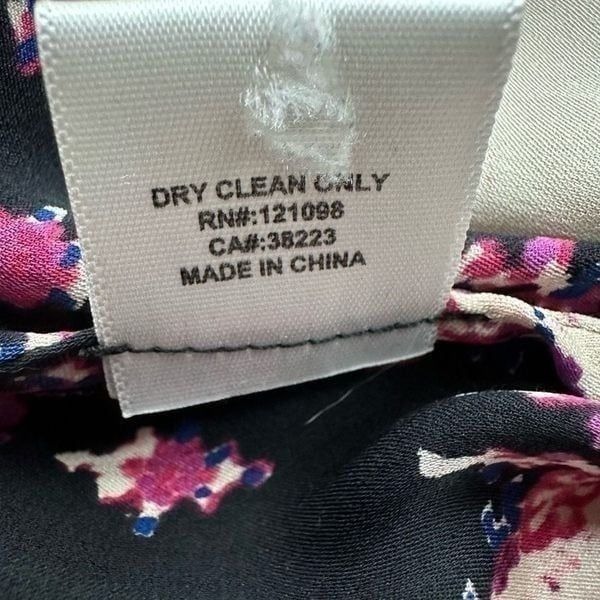 DRY CLEAN ONLY
RN#:121098
CA#:38223
MADE IN CHINA